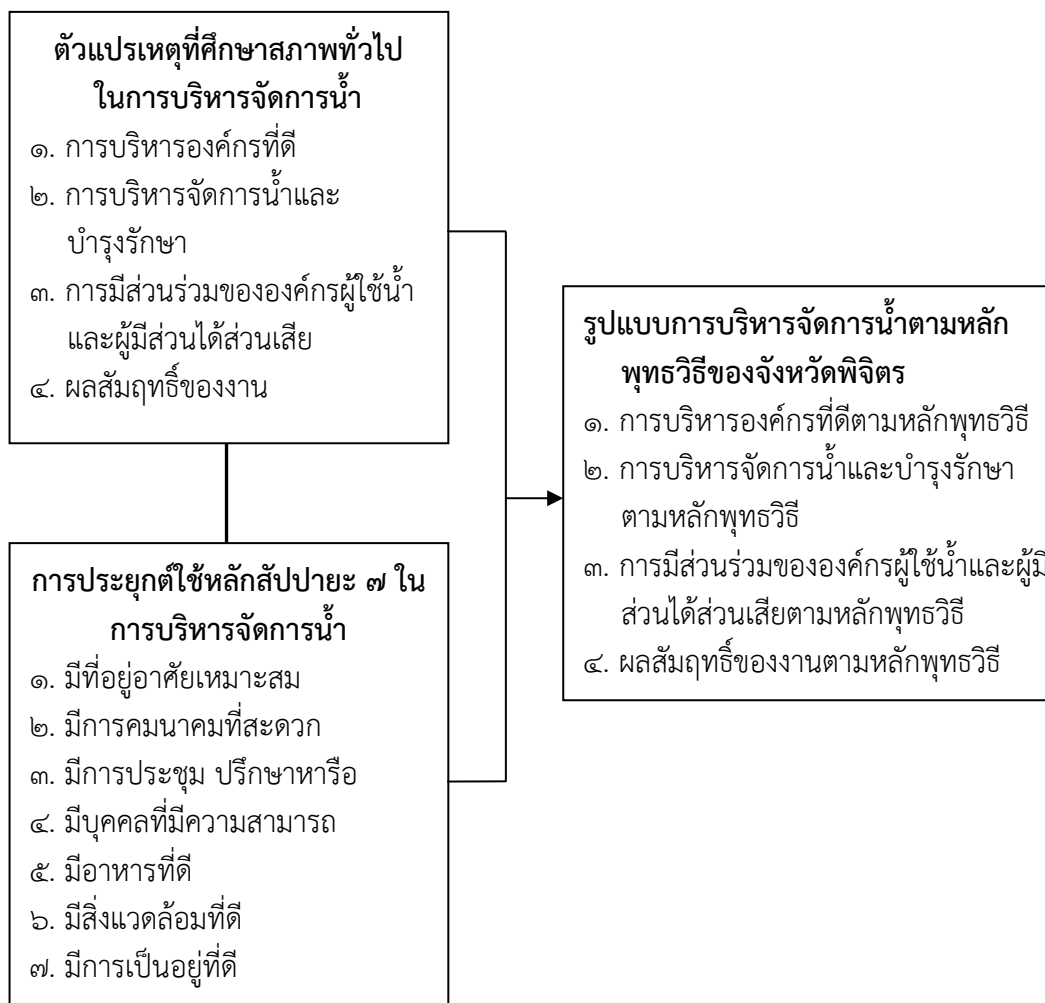 ตัวแปรเหตุที่ศึกษาสภาพทั่วไป
ในการบริหารจัดการน้ำ
๑. การบริหารองค์กรที่ดี
๒. การบริหารจัดการน้ำและ
บำรุงรักษา
๓. การมีส่วนร่วมขององค์กรผู้ใช้น้ำ
และผู้มีส่วนได้ส่วนเสีย
๔. ผลสัมฤทธิ์ของงาน
การประยุกต์ใช้หลักสัปปายะ ๗ ใน
การบริหารจัดการน้ำ
๑. มีที่อยู่อาศัยเหมาะสม
๒. มีการคมนาคมที่สะดวก
๓. มีการประชุม ปรึกษาหารือ
๔. มีบุคคลที่มีความสามารถ
๕. มีอาหารที่ดี
๖. มีสิ่งแวดล้อมที่ดี
๗. มีการเป็นอยู่ที่ดี
รูปแบบการบริหารจัดการน้ำตามหลัก
พุทธวิธีของจังหวัดพิจิตร
๑. การบริหารองค์กรที่ดีตามหลักพุทธวิธี
๒. การบริหารจัดการน้ำและบำรุงรักษา
ตามหลักพุทธวิธี
๓. การมีส่วนร่วมขององค์กรผู้ใช้น้ำและผู้มี
ส่วนได้ส่วนเสียตามหลักพุทธวิธี
๔. ผลสัมฤทธิ์ของงานตามหลักพุทธวิธี